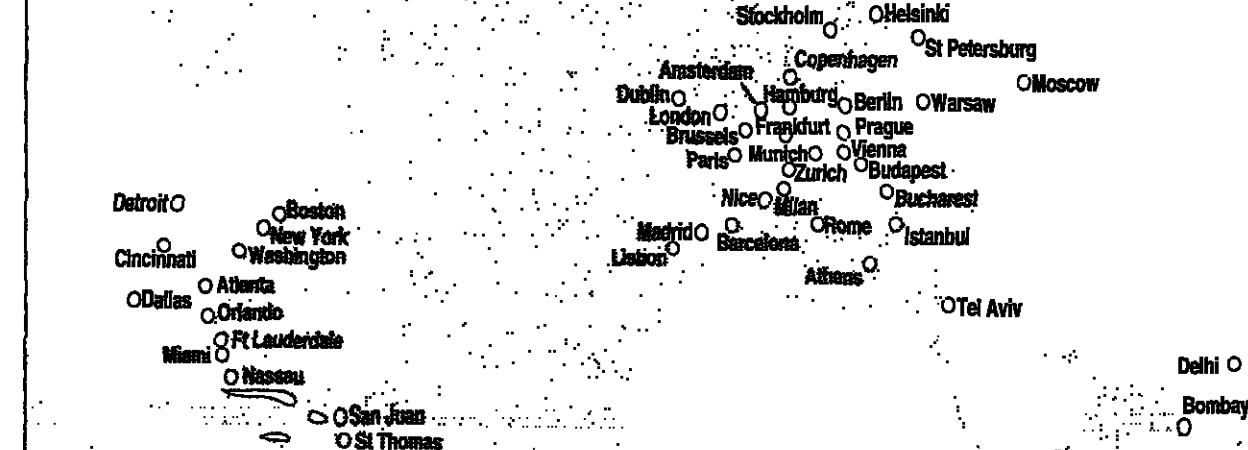 Stockholm
Helsinki
St Petersburg
Copenhagen
Amsterdam
Moscow
Dublin
Hamburg
Berlin
Warsaw
London
Brussels
Frankfurt
Prague
Paris
Munich
Vienna
Zurich
Budapest
Nice
Milan
Bucharest
Detroit
Boston
New York
Madrid
Barcelona
Rome
Istanbul
Cincinnati
Washington
Lisbon
Athens
Atlanta
Dallas
Orlando
Tel Aviv
Ft Lauderdale
Miami
Delhi
Nassau
Bombay
San Juan
St Thomas